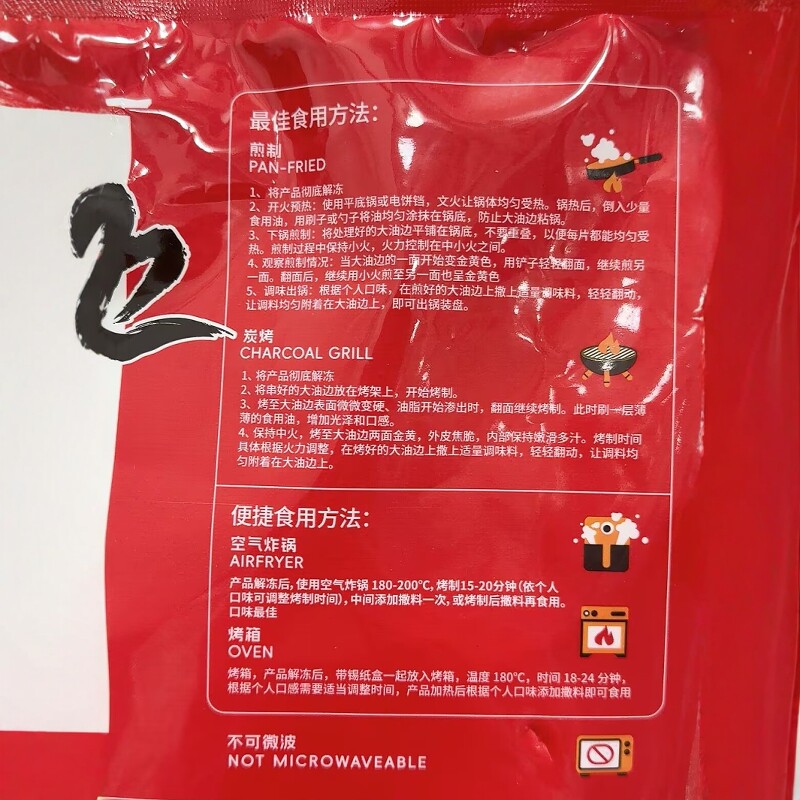 最佳食用方法：
煎制
PAN-FRIED
1、将产品彻底解冻
2、开火预热：使用平底锅或电饼铛，文火让锅体均匀受热。锅热后，倒入少量
食用油，用刷子或勺子将油均匀涂抹在锅底，防止大油边粘锅。
3、下锅煎制：将处理好的大油边平铺在锅底，不要重叠，以便每片都能均匀受
热。煎制过程中保持小火，火力控制在中小火之间。
4、观察煎制情况：当大油边的一面开始变金黄色，用铲子轻轻翻面，继续煎另
一面。翻面后，继续用小火煎至另一面也呈金黄色
5、调味出锅：根据个人口味，在煎好的大油边上撒上适量调味料，轻轻翻动，
让调料均匀附着在大油边上，即可出锅装盘。
炭烤
CHARCOAL GRILL
1、将产品彻底解冻
2、将串好的大油边放在烤架上，开始烤制。
3、烤至大油边表面微微变硬、油脂开始渗出时，翻面继续烤制。此时刷一层薄
薄的食用油，增加光泽和口感。
4、保持中火，烤至大油边两面金黄，外皮焦脆，内部保持嫩滑多汁。烤制时间
具体根据火力调整，在烤好的大油边上撒上适量调味料，轻轻翻动，让调料均
匀附着在大油边上。
便捷食用方法：
空气炸锅
AIRFRYER
产品解冻后，使用空气炸锅 180-200℃，烤制15-20分钟（依个人
口味可调整烤制时间），中间添加撒料一次，或烤制后撒料再食用。
口味最佳
烤箱
OVEN
烤箱，产品解冻后，带锡纸盒一起放入烤箱，温度 180℃，时间 18-24 分钟，
根据个人口感需要适当调整时间，产品加热后根据个人口味添加撒料即可食用
不可微波
NOT MICROWAVEABLE